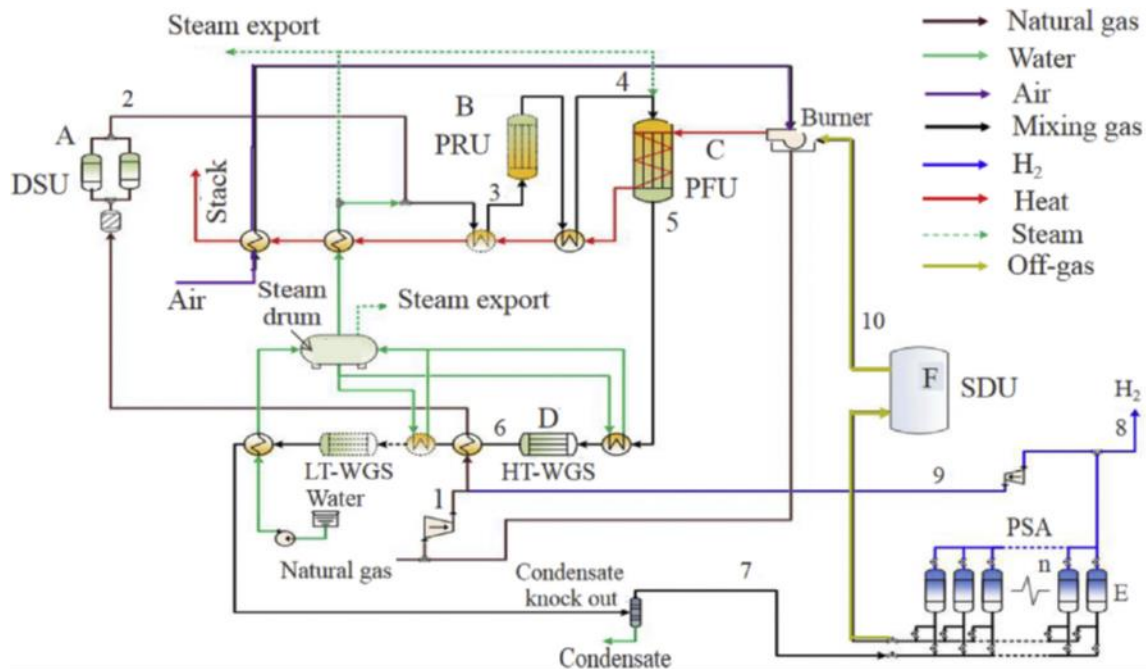 Steam export
Natural gas
Water
Air
Mixing gas
H2
Heat
Steam
Off-gas
2
4
A
B
Burner
DSU
PRU
C
PFU
3
5
Stack
Air
Steam
drum
Steam export
10
F
SDU
H2
8
6
D
LT-WGS
HT-WGS
Water
1
9
PSA
Natural gas
Condensate
knock out
7
n
E
Condensate